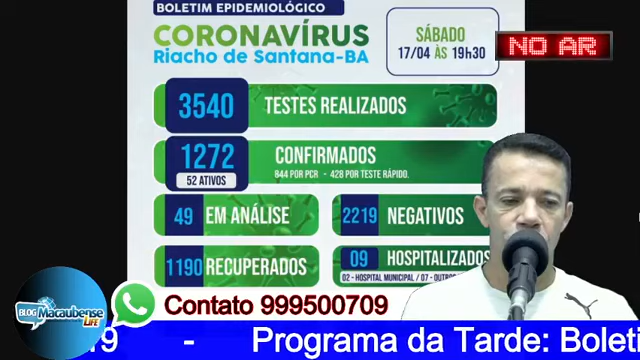 BOLETIM EPIDEMIOLÓGICO
CORONAVÍRUS
Riacho de Santana-BA
SÁBADO
17/04 ÀS 19h30
NO AR
3540 TESTES REALIZADOS
1272 CONFIRMADOS
52 ATIVOS
844 POR PCR - 428 POR TESTE RÁPIDO.
49 EM ANÁLISE
2219 NEGATIVOS
1190 RECUPERADOS
09 HOSPITALIZADOS
02 - HOSPITAL MUNICIPAL / 07 - OUTROS
BLOG Macaubense LIFE
Contato 999500709
19 - Programa da Tarde: Boleti